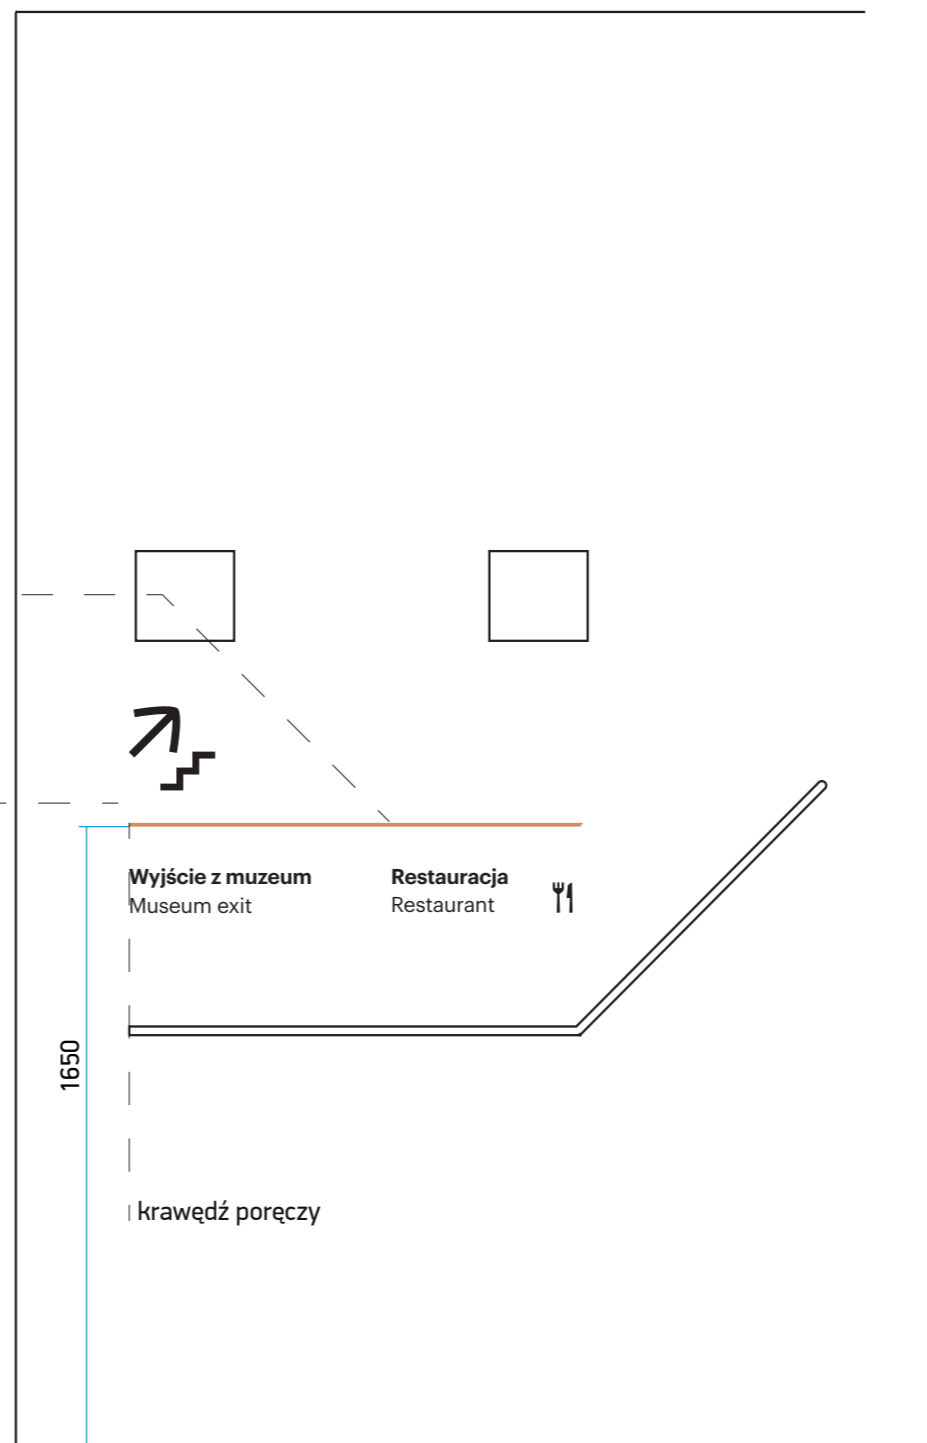 Wyjście z muzeum
Museum exit
Restauracja
Restaurant
1650
krawędź poręczy